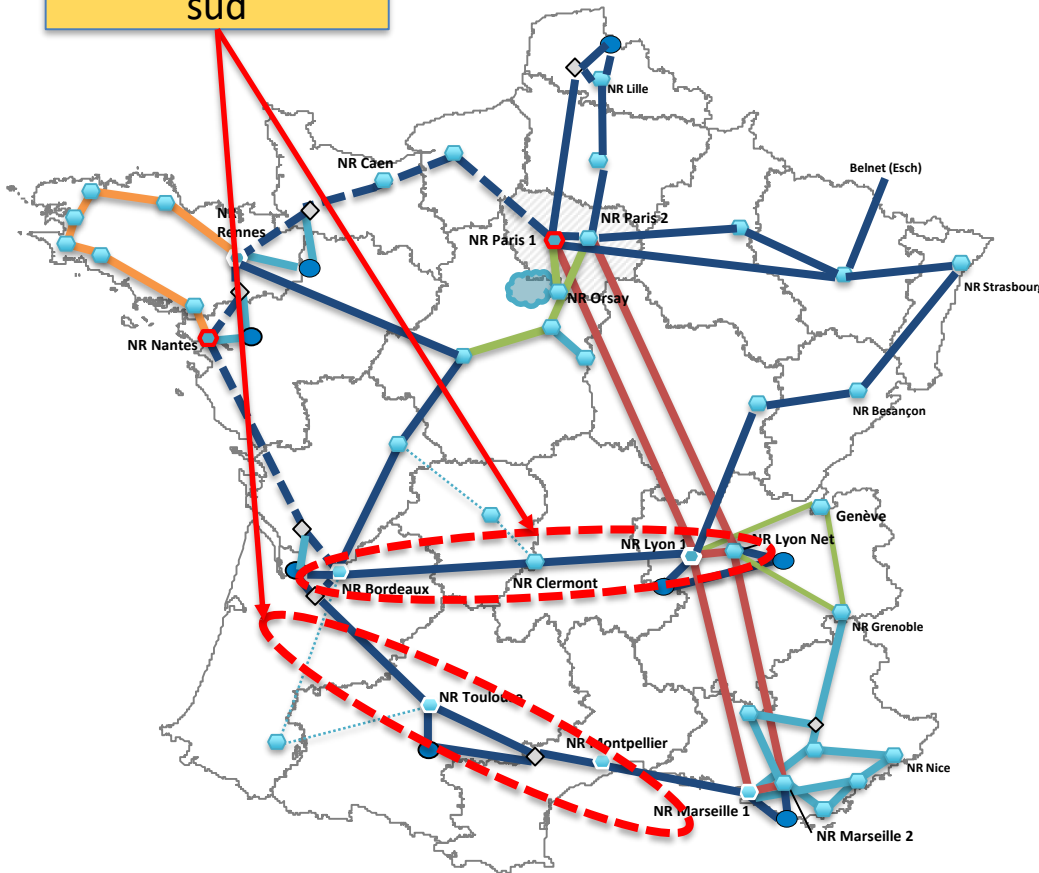 sud
NR Lille
NR Caen
Belnet (Esch)
NR
Rennes
NR Paris 2
NR Paris 1
NR Strasbourg
NR Orsay
NR Nantes
NR Besançon
Genève
NR Lyon 1
NR Lyon Net
NR Clermont
NR Bordeaux
NR Grenoble
NR Toulouse
NR Montpellier
NR Nice
NR Marseille 1
NR Marseille 2